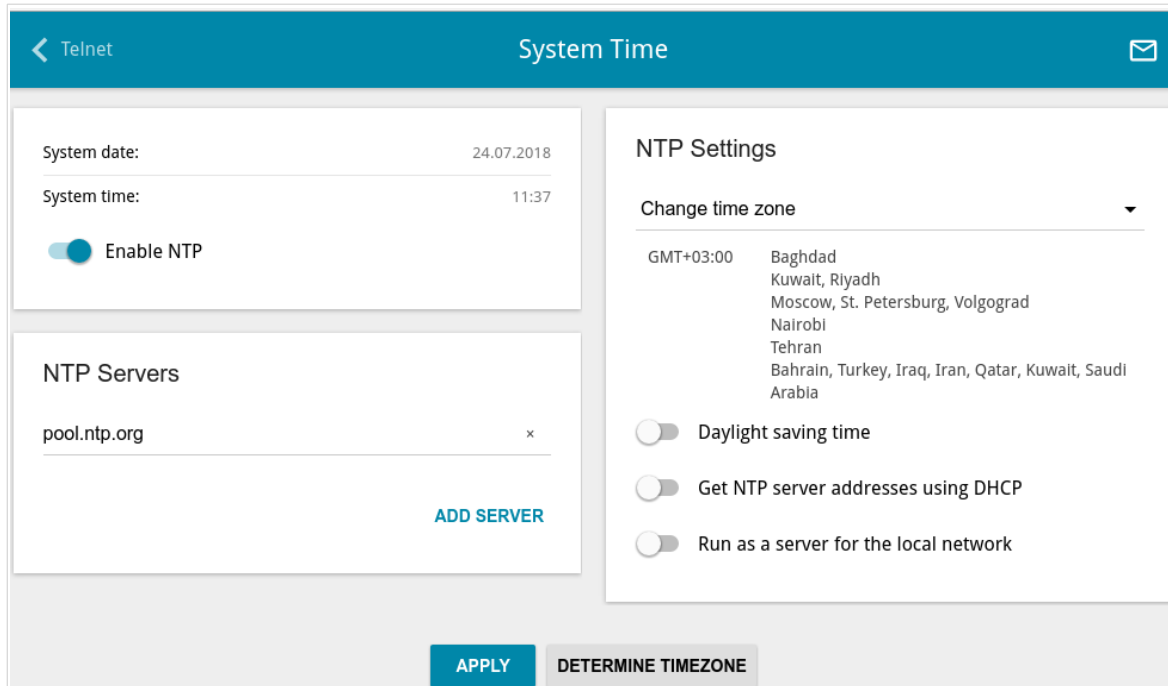 Telnet
System Time
System date: 24.07.2018
System time: 11:37
Enable NTP
NTP Servers
pool.ntp.org ×
ADD SERVER
NTP Settings
Change time zone
GMT+03:00 Baghdad
Kuwait, Riyadh
Moscow, St. Petersburg, Volgograd
Nairobi
Tehran
Bahrain, Turkey, Iraq, Iran, Qatar, Kuwait, Saudi
Arabia
Daylight saving time
Get NTP server addresses using DHCP
Run as a server for the local network
APPLY
DETERMINE TIMEZONE